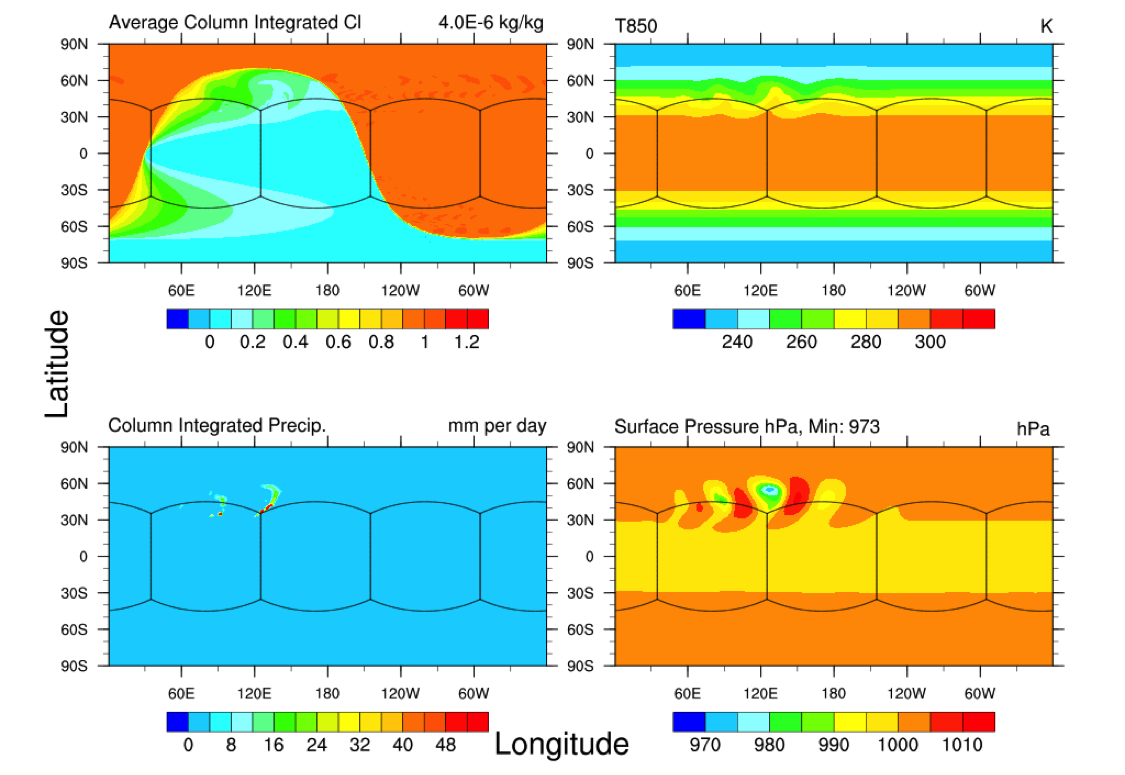 Average Column Integrated Cl 4.0E-6 kg/kg
90N
60N
30N
0
30S
60S
90S
60E 120E 180 120W 60W
0 0.2 0.4 0.6 0.8 1 1.2
T850 K
90N
60N
30N
0
30S
60S
90S
60E 120E 180 120W 60W
240 260 280 300
Latitude
Column Integrated Precip. mm per day
90N
60N
30N
0
30S
60S
90S
60E 120E 180 120W 60W
0 8 16 24 32 40 48
Surface Pressure hPa, Min: 973 hPa
90N
60N
30N
0
30S
60S
90S
60E 120E 180 120W 60W
970 980 990 1000 1010
Longitude